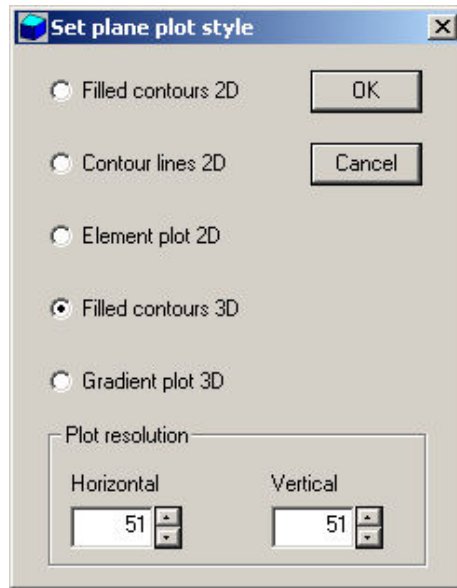 Set plane plot style
Filled contours 2D
OK
Contour lines 2D
Cancel
Element plot 2D
Filled contours 3D
Gradient plot 3D
Plot resolution
Horizontal Vertical
51 51